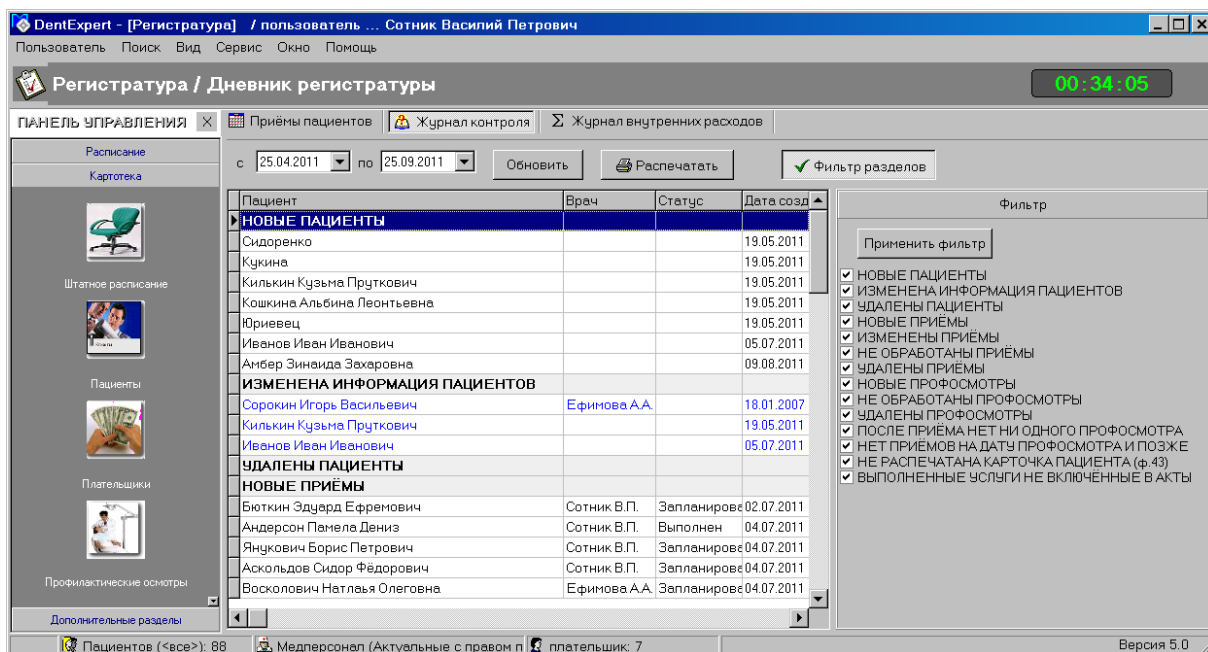 DentExpert - [Регистратура] / пользователь ... Сотник Василий Петрович
Пользователь Поиск Вид Сервис Окно Помощь
Регистратура / Дневник регистратуры
00:34:05
ПАНЕЛЬ УПРАВЛЕНИЯ X
Приёмы пациентов
Журнал контроля
Σ Журнал внутренних расходов
Расписание
Картотека
Штатное расписание
Пациенты
Плательщики
Профилактические осмотры
Дополнительные разделы
с 25.04.2011 по 25.09.2011 Обновить Распечатать Фильтр разделов
Пациент Врач Статус Дата созд
НОВЫЕ ПАЦИЕНТЫ
Сидоренко 19.05.2011
Кукина 19.05.2011
Килькин Кузьма Пруткович 19.05.2011
Кошкина Альбина Леонтьевна 19.05.2011
Юриевец 19.05.2011
Иванов Иван Иванович 05.07.2011
Амбер Зинаида Захаровна 09.08.2011
ИЗМЕНЕНА ИНФОРМАЦИЯ ПАЦИЕНТОВ
Сорокин Игорь Васильевич Ефимова А.А. 18.01.2007
Килькин Кузьма Пруткович 19.05.2011
Иванов Иван Иванович 05.07.2011
УДАЛЕНЫ ПАЦИЕНТЫ
НОВЫЕ ПРИЁМЫ
Бюткин Эдуард Ефремович Сотник В.П. Запланирова 02.07.2011
Андерсон Памела Дениз Сотник В.П. Выполнен 04.07.2011
Янукович Борис Петрович Сотник В.П. Запланирова 04.07.2011
Аскольдов Сидор Фёдорович Сотник В.П. Запланирова 04.07.2011
Восколович Натлаья Олеговна Ефимова А.А. Запланирова 04.07.2011
Фильтр
Применить фильтр
НОВЫЕ ПАЦИЕНТЫ
ИЗМЕНЕНА ИНФОРМАЦИЯ ПАЦИЕНТОВ
УДАЛЕНЫ ПАЦИЕНТЫ
НОВЫЕ ПРИЁМЫ
ИЗМЕНЕНЫ ПРИЁМЫ
НЕ ОБРАБОТАНЫ ПРИЁМЫ
УДАЛЕНЫ ПРИЁМЫ
НОВЫЕ ПРОФОСМОТРЫ
НЕ ОБРАБОТАНЫ ПРОФОСМОТРЫ
УДАЛЕНЫ ПРОФОСМОТРЫ
ПОСЛЕ ПРИЁМА НЕТ НИ ОДНОГО ПРОФОСМОТРА
НЕТ ПРИЁМОВ НА ДАТУ ПРОФОСМОТРА И ПОЗЖЕ
НЕ РАСПЕЧАТАНА КАРТОЧКА ПАЦИЕНТА (ф.43)
ВЫПОЛНЕННЫЕ УСЛУГИ НЕ ВКЛЮЧЁННЫЕ В АКТЫ
Пациентов (<все>): 88 Медперсонал (Актуальные с правом п плательщик: 7 Версия 5.0